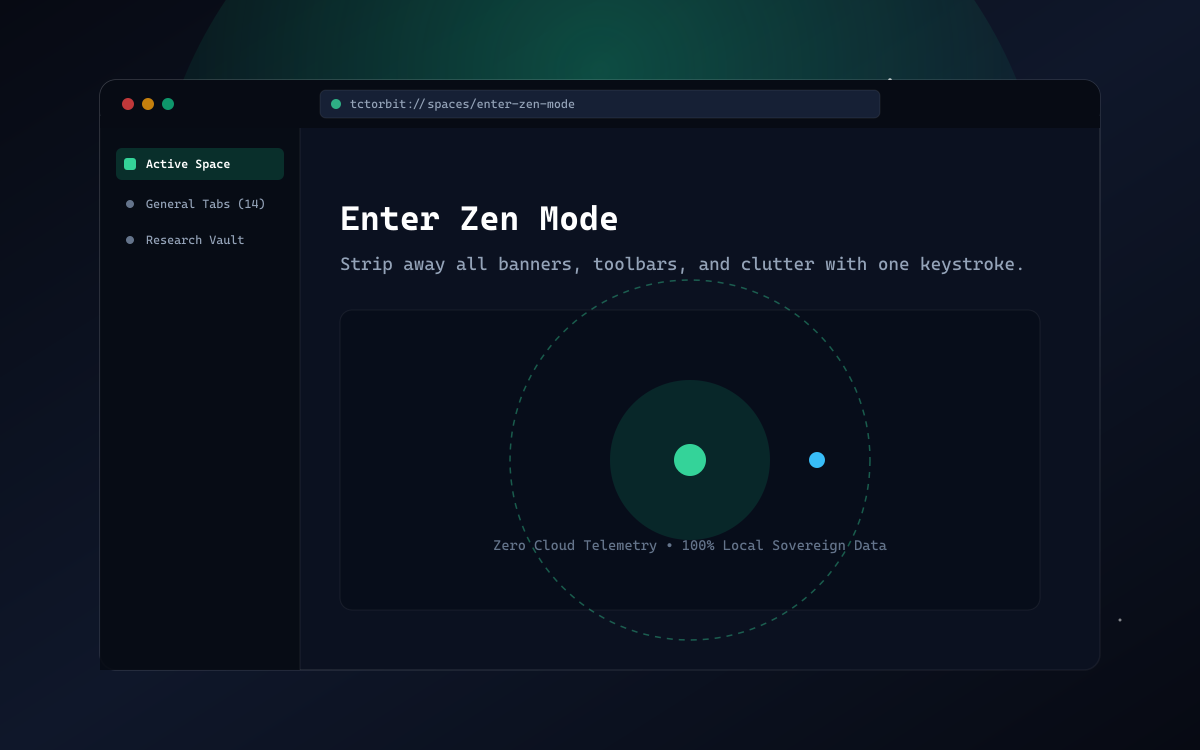 tctorbit://spaces/enter-zen-mode
Active Space
General Tabs (14)
Research Vault
Enter Zen Mode
Strip away all banners, toolbars, and clutter with one keystroke.
Zero Cloud Telemetry • 100% Local Sovereign Data